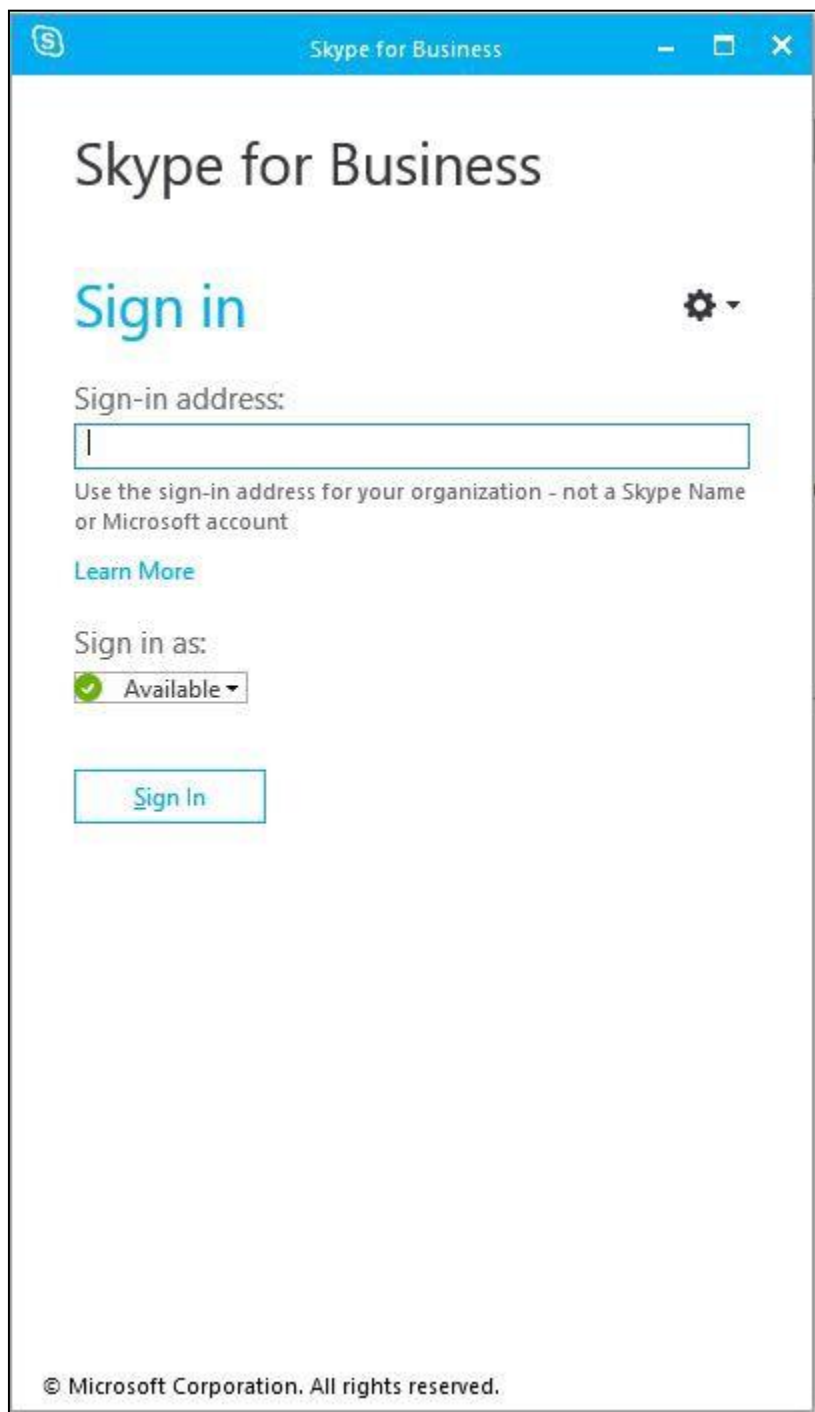 Skype for Business
Skype for Business
Sign in
Sign-in address:
Use the sign-in address for your organization - not a Skype Name
or Microsoft account
Learn More
Sign in as:
Available
Sign In
© Microsoft Corporation. All rights reserved.